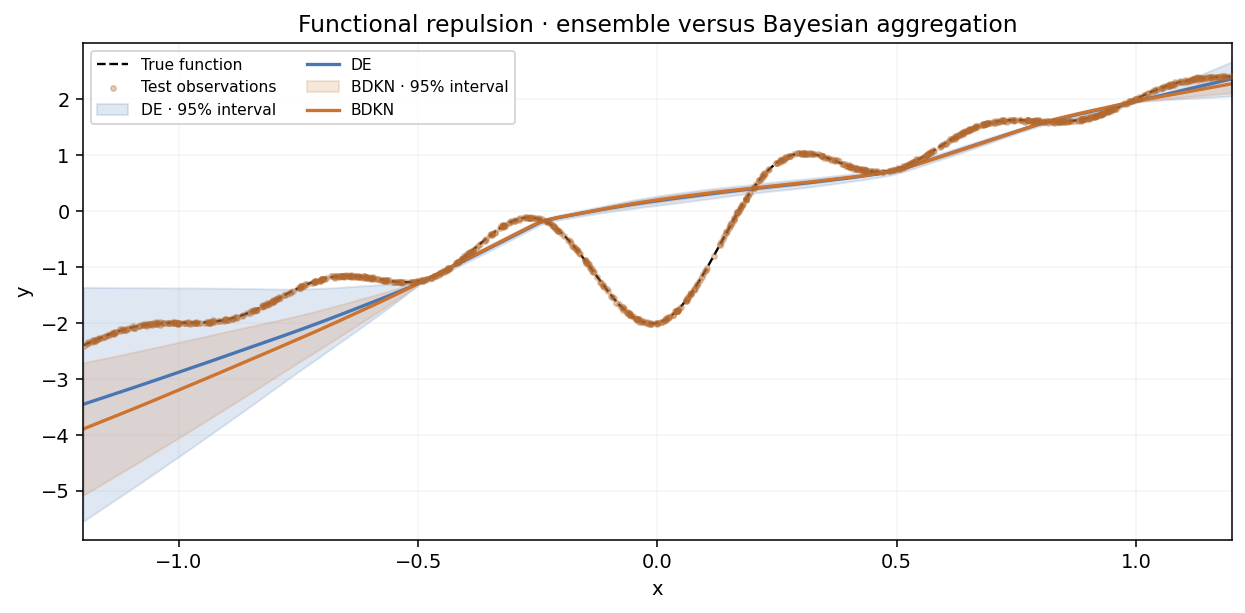 Functional repulsion · ensemble versus Bayesian aggregation
True function
Test observations
DE · 95% interval
DE
BDKN · 95% interval
BDKN
y
2
1
0
−1
−2
−3
−4
−5
−1.0
−0.5
0.0
0.5
1.0
x